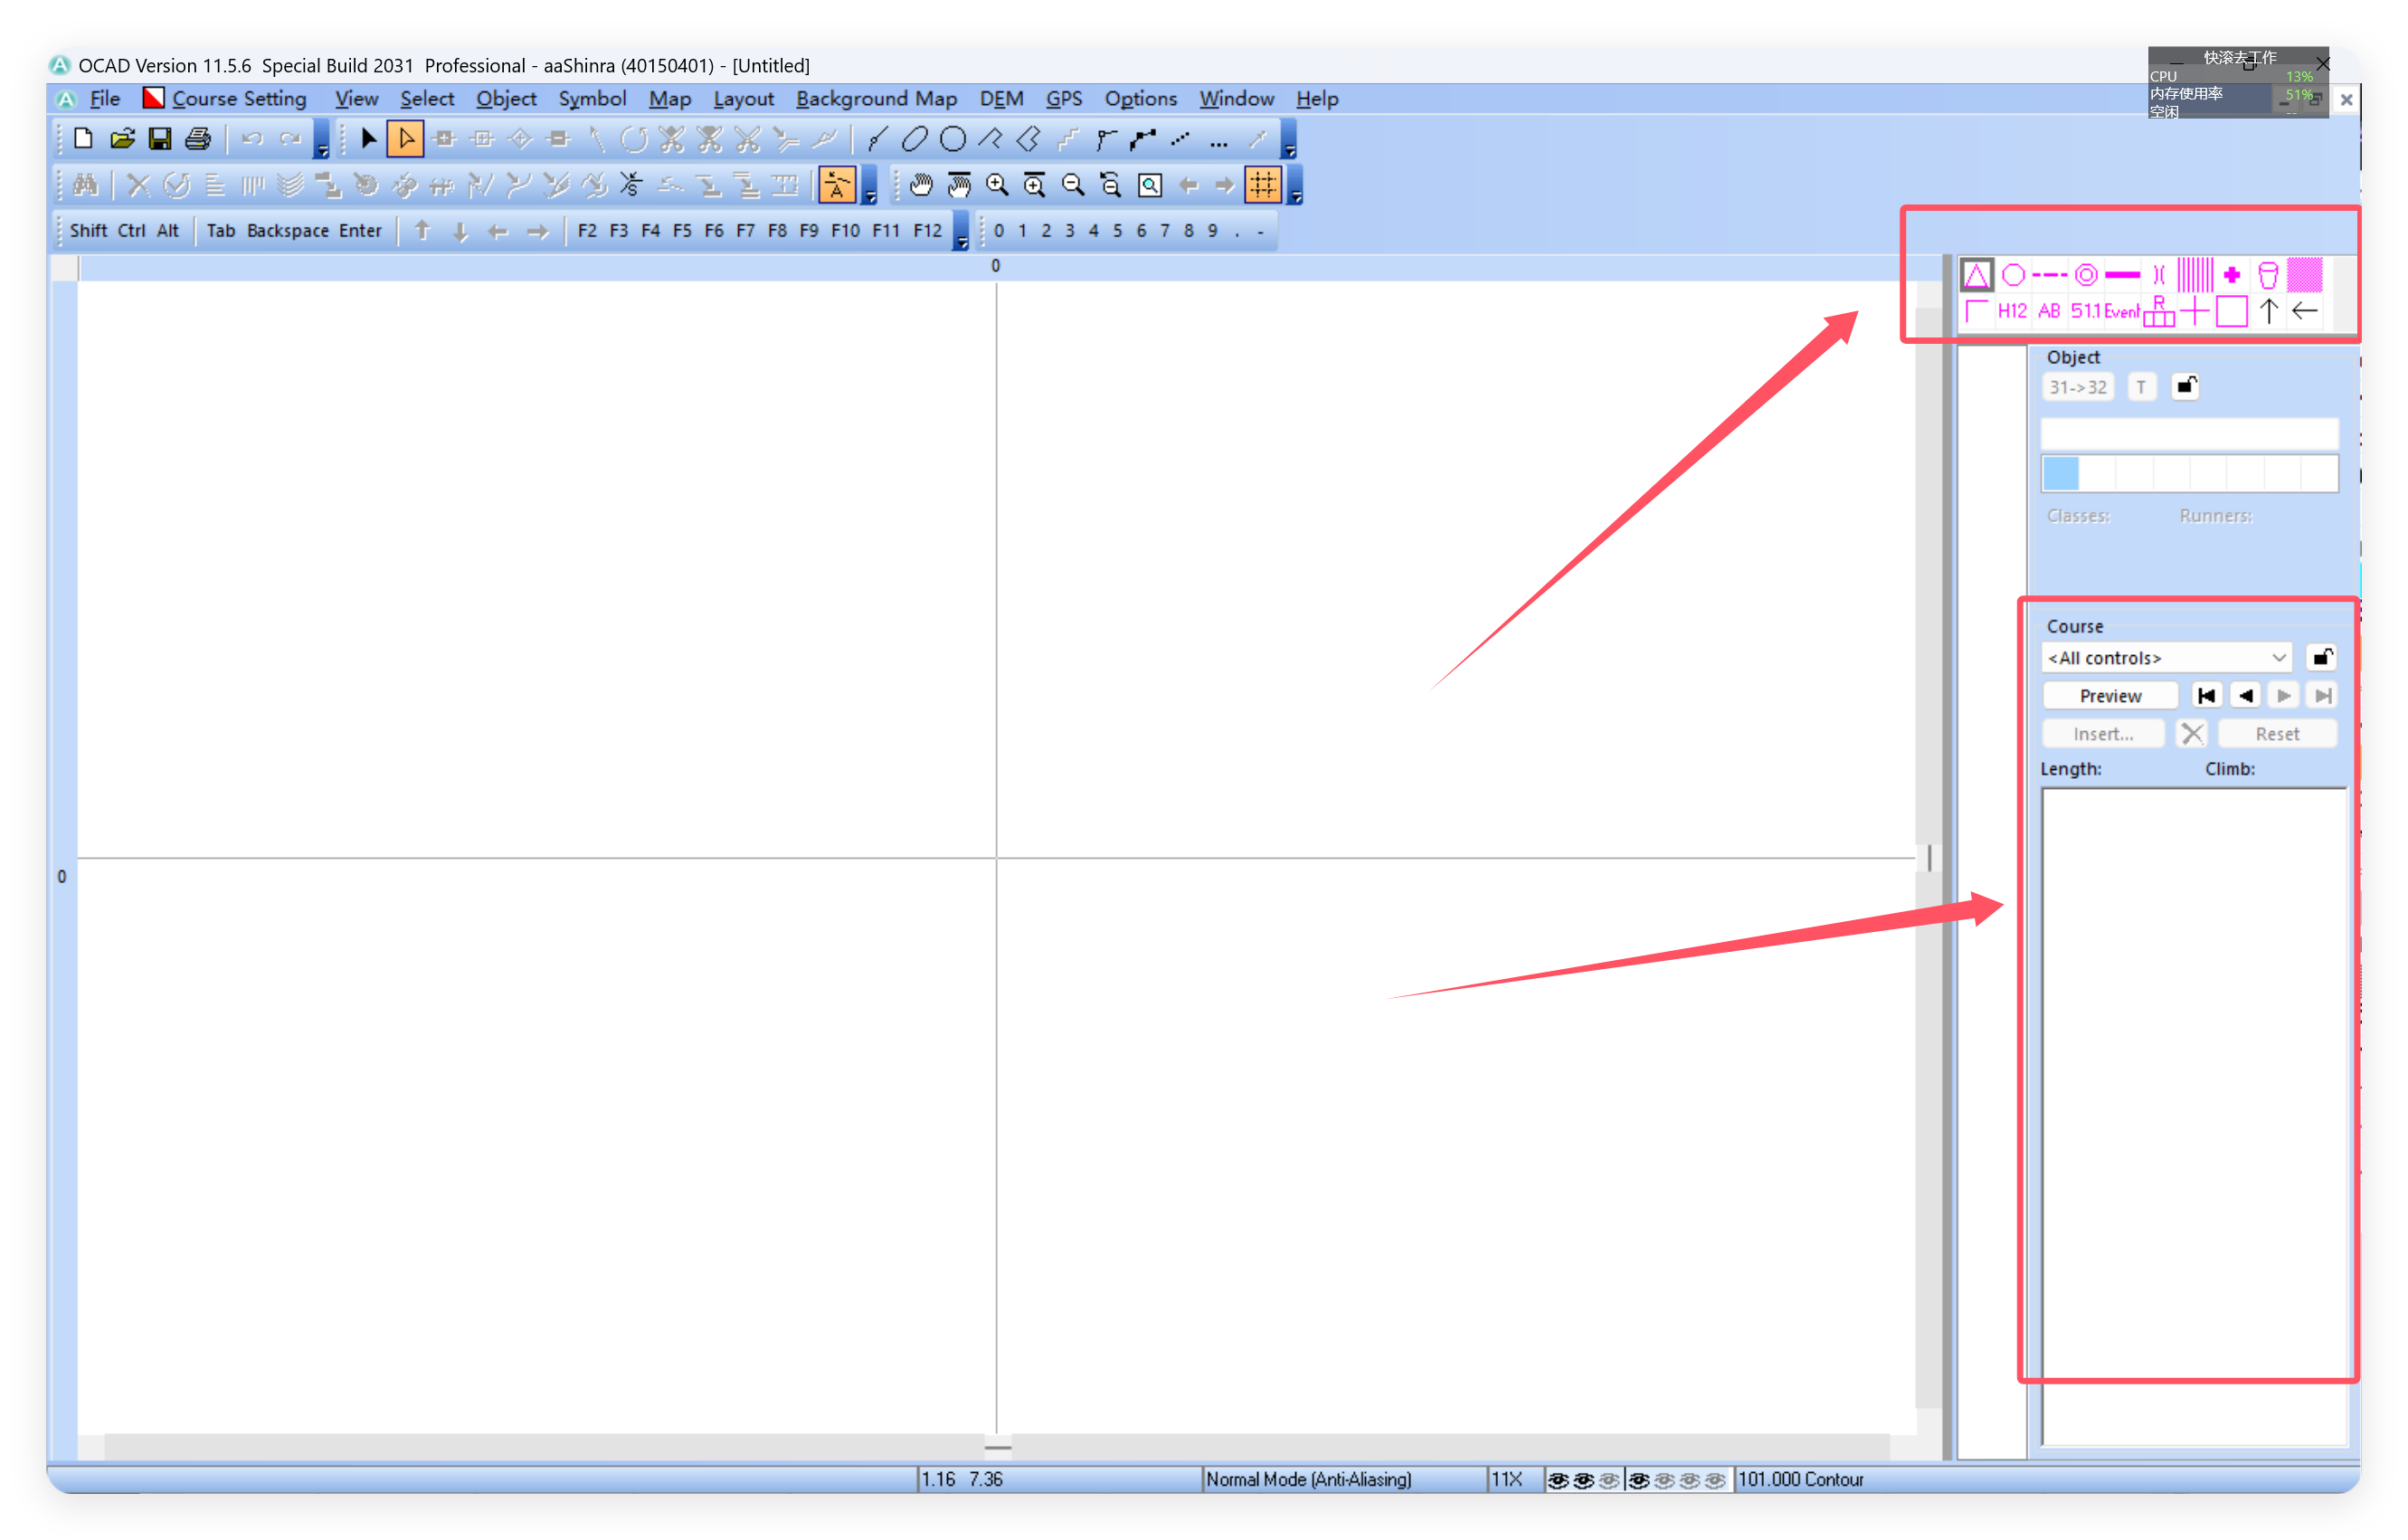 OCAD Version 11.5.6  Special Build 2031  Professional - aaShinra (40150401) - [Untitled]
快滚去工作
CPU 13%
内存使用率 51%
空闲 --
File Course Setting View Select Object Symbol Map Layout Background Map DEM GPS Options Window Help
Shift Ctrl Alt Tab Backspace Enter F2 F3 F4 F5 F6 F7 F8 F9 F10 F11 F12 0 1 2 3 4 5 6 7 8 9 . -
0
R
H12 AB 51.1 Event
Object
31->32 T
Classes: Runners:
Course
<All controls>
Preview
Insert... Reset
Length: Climb:
0
1.16 7.36 Normal Mode (Anti-Aliasing) 11X 101.000 Contour